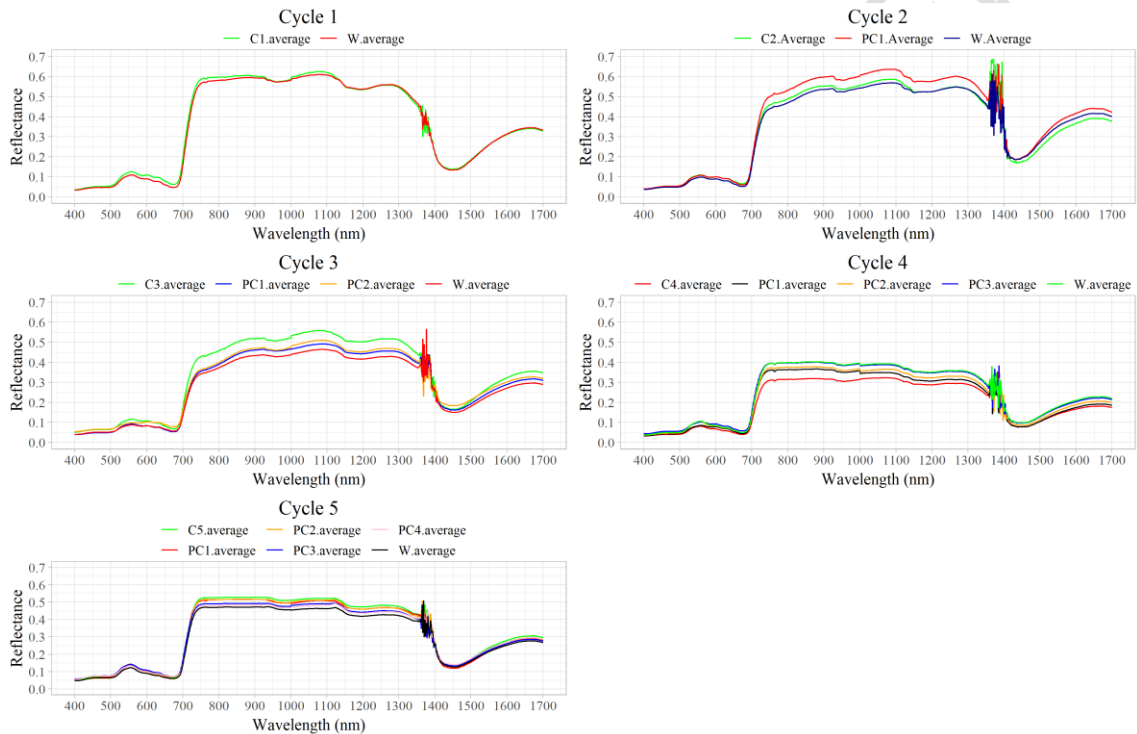 Cycle 1
C1.average W.average
Reflectance
0.7
0.6
0.5
0.4
0.3
0.2
0.1
0.0
400 500 600 700 800 900 1000 1100 1200 1300 1400 1500 1600 1700
Wavelength (nm)
Cycle 2
C2.Average PC1.Average W.Average
Reflectance
0.7
0.6
0.5
0.4
0.3
0.2
0.1
0.0
400 500 600 700 800 900 1000 1100 1200 1300 1400 1500 1600 1700
Wavelength (nm)
Cycle 3
C3.average PC1.average PC2.average W.average
Reflectance
0.7
0.6
0.5
0.4
0.3
0.2
0.1
0.0
400 500 600 700 800 900 1000 1100 1200 1300 1400 1500 1600 1700
Wavelength (nm)
Cycle 4
C4.average PC1.average PC2.average PC3.average W.average
Reflectance
0.7
0.6
0.5
0.4
0.3
0.2
0.1
0.0
400 500 600 700 800 900 1000 1100 1200 1300 1400 1500 1600 1700
Wavelength (nm)
Cycle 5
C5.average PC2.average PC4.average
PC1.average PC3.average W.average
Reflectance
0.7
0.6
0.5
0.4
0.3
0.2
0.1
0.0
400 500 600 700 800 900 1000 1100 1200 1300 1400 1500 1600 1700
Wavelength (nm)